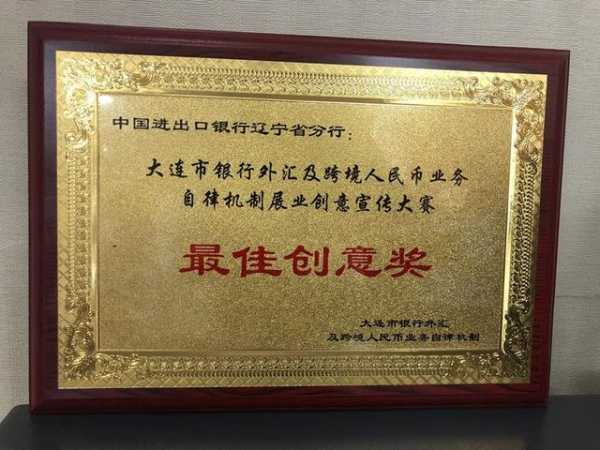 中国进出口银行辽宁省分行：
大连市银行外汇及跨境人民币业务
自律机制展业创意宣传大赛
最佳创意奖
大连市银行外汇
及跨境人民币业务自律机制